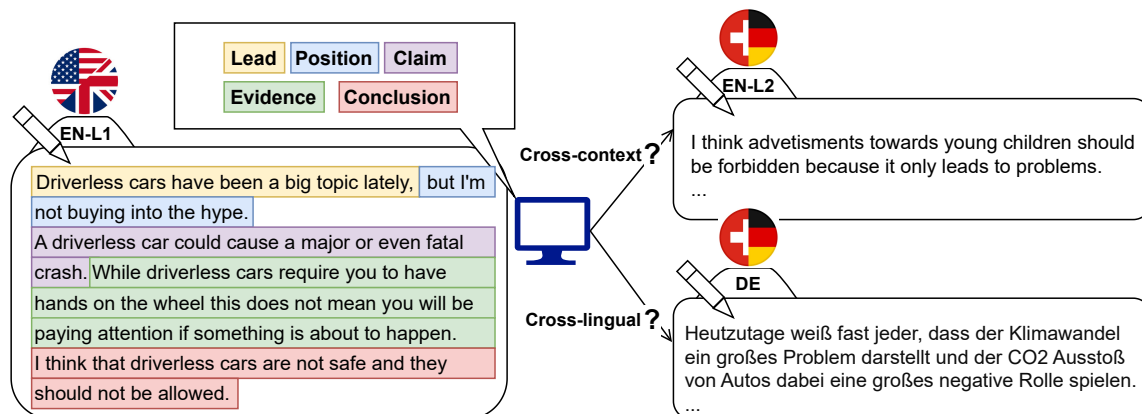 Lead Position Claim
Evidence Conclusion
EN-L1
Driverless cars have been a big topic lately, but I'm
not buying into the hype.
A driverless car could cause a major or even fatal
crash. While driverless cars require you to have
hands on the wheel this does not mean you will be
paying attention if something is about to happen.
I think that driverless cars are not safe and they
should not be allowed.
Cross-context ?
Cross-lingual ?
EN-L2
I think advetisments towards young children should
be forbidden because it only leads to problems.
...
DE
Heutzutage weiß fast jeder, dass der Klimawandel
ein großes Problem darstellt und der CO2 Ausstoß
von Autos dabei eine großes negative Rolle spielen.
...